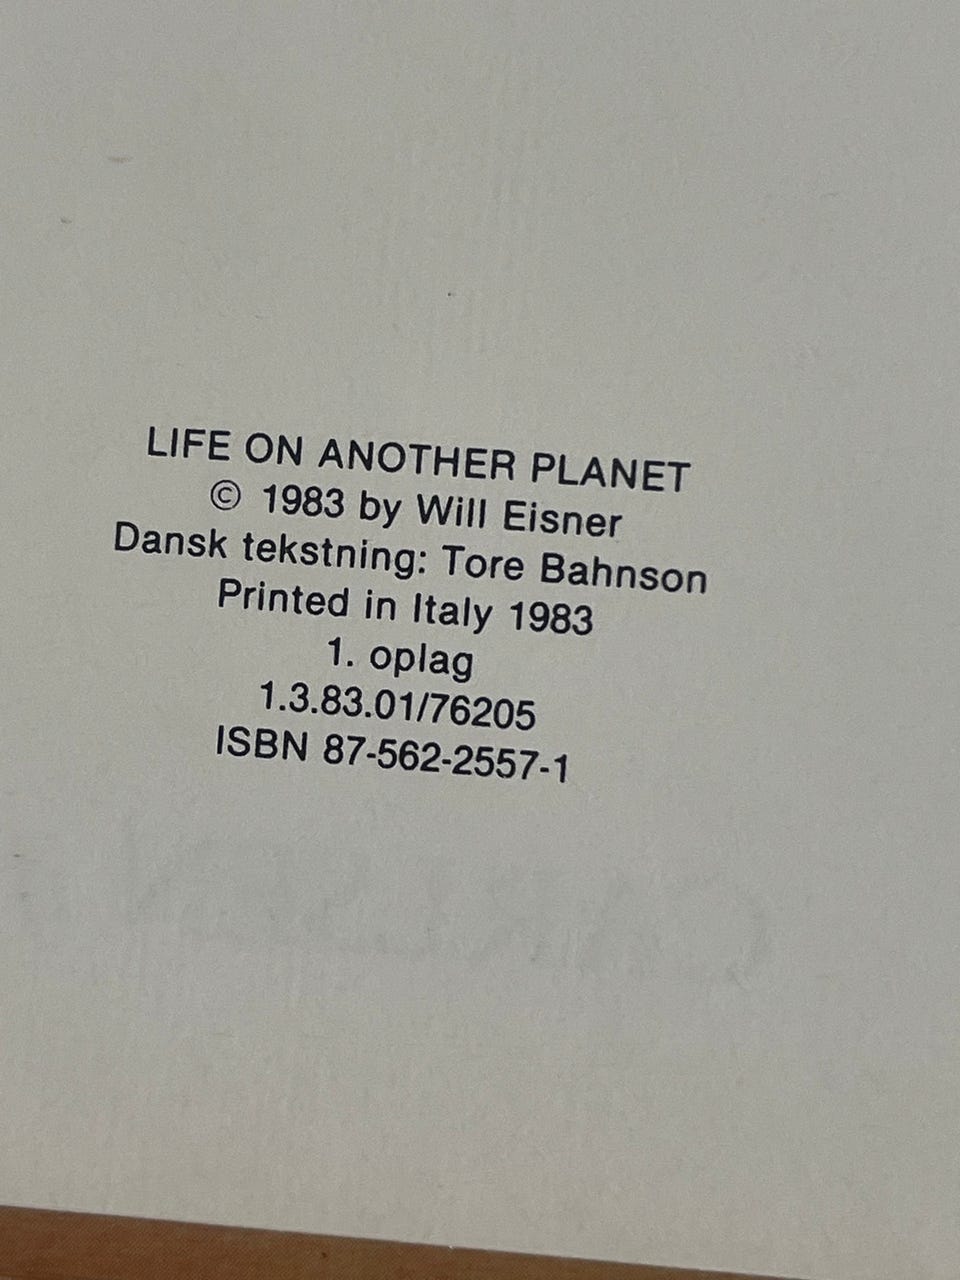 LIFE ON ANOTHER PLANET
© 1983 by Will Eisner
Dansk tekstning: Tore Bahnson
Printed in Italy 1983
1. oplag
1.3.83.01/76205
ISBN 87-562-2557-1